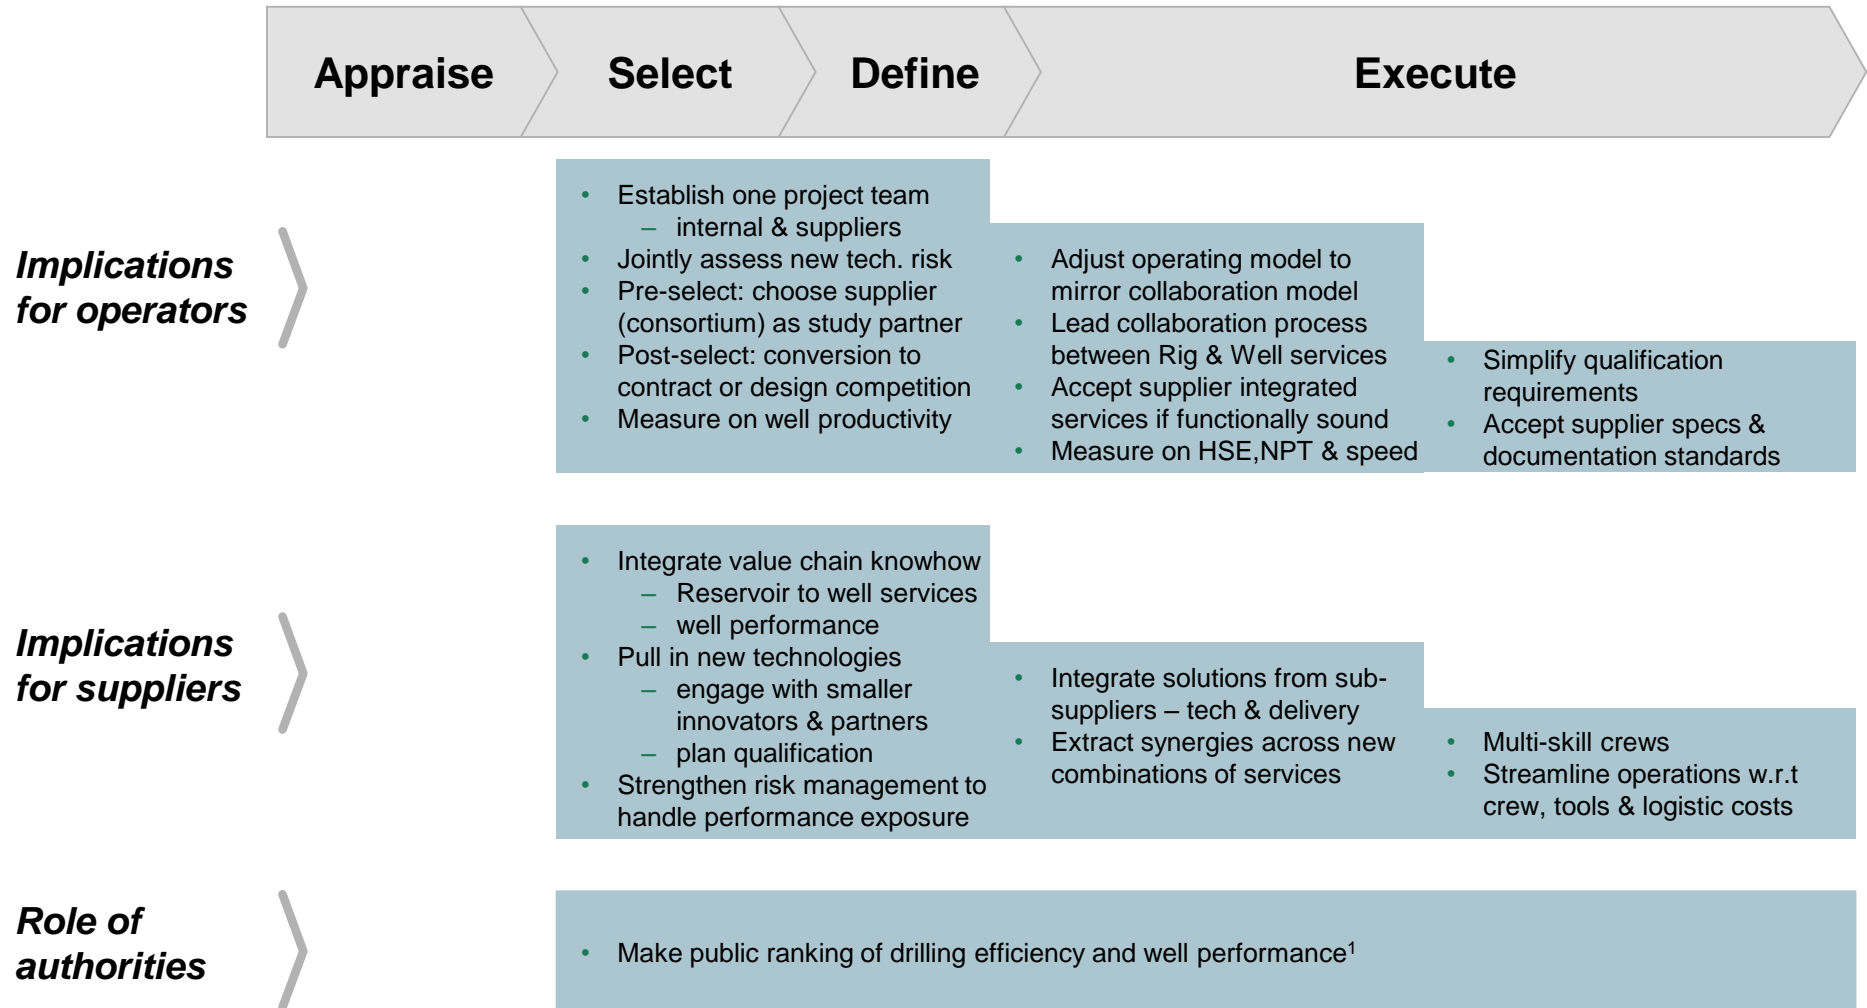 Appraise
Select
Define
Execute
Implications
for operators
• Establish one project team
– internal & suppliers
• Jointly assess new tech. risk
• Pre-select: choose supplier
(consortium) as study partner
• Post-select: conversion to
contract or design competition
• Measure on well productivity
• Adjust operating model to
mirror collaboration model
• Lead collaboration process
between Rig & Well services
• Accept supplier integrated
services if functionally sound
• Measure on HSE,NPT & speed
• Simplify qualification
requirements
• Accept supplier specs &
documentation standards
Implications
for suppliers
• Integrate value chain knowhow
– Reservoir to well services
– well performance
• Pull in new technologies
– engage with smaller
innovators & partners
– plan qualification
• Strengthen risk management to
handle performance exposure
• Integrate solutions from sub-
suppliers – tech & delivery
• Extract synergies across new
combinations of services
• Multi-skill crews
• Streamline operations w.r.t
crew, tools & logistic costs
Role of
authorities
• Make public ranking of drilling efficiency and well performance¹